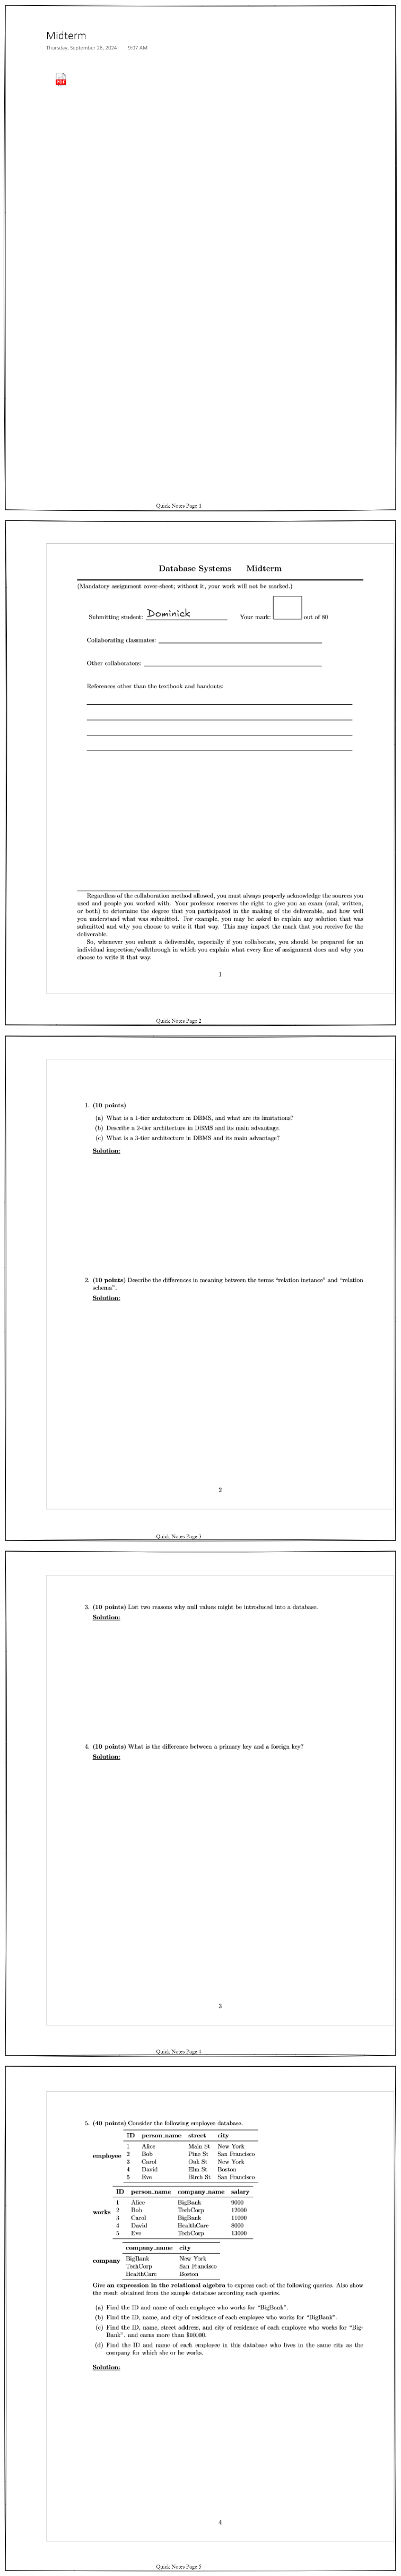 Midterm
Thursday, September 26, 2024 9:07 AM
PDF
Quick Notes Page 1
Database Systems Midterm
(Mandatory assignment cover-sheet; without it, your work will not be marked.)
Submitting student: Dominick Your mark: out of 80
Collaborating classmates:
Other collaborators:
References other than the textbook and handouts:
Regardless of the collaboration method allowed, you must always properly acknowledge the sources you
used and people you worked with. Your professor reserves the right to give you an exam (oral, written,
or both) to determine the degree that you participated in the making of the deliverable, and how well
you understand what was submitted. For example, you may be asked to explain any solution that was
submitted and why you choose to write it that way. This may impact the mark that you receive for the
deliverable.
So, whenever you submit a deliverable, especially if you collaborate, you should be prepared for an
individual inspection/walkthrough in which you explain what every line of assignment does and why you
choose to write it that way.
1
Quick Notes Page 2
1. (10 points)
(a) What is a 1-tier architecture in DBMS, and what are its limitations?
(b) Describe a 2-tier architecture in DBMS and its main advantage.
(c) What is a 3-tier architecture in DBMS and its main advantage?
Solution:
2. (10 points) Describe the differences in meaning between the terms "relation instance" and "relation
schema".
Solution:
2
Quick Notes Page 3
3. (10 points) List two reasons why null values might be introduced into a database.
Solution:
4. (10 points) What is the difference between a primary key and a foreign key?
Solution:
3
Quick Notes Page 4
5. (40 points) Consider the following employee database.
ID person_name street city
1 Alice Main St New York
employee 2 Bob Pine St San Francisco
3 Carol Oak St New York
4 David Elm St Boston
5 Eve Birch St San Francisco
ID person_name company_name salary
1 Alice BigBank 9000
works 2 Bob TechCorp 12000
3 Carol BigBank 11000
4 David HealthCare 8000
5 Eve TechCorp 13000
company_name city
company BigBank New York
TechCorp San Francisco
HealthCare Boston
Give an expression in the relational algebra to express each of the following queries. Also show
the result obtained from the sample database according each queries.
(a) Find the ID and name of each employee who works for "BigBank".
(b) Find the ID, name, and city of residence of each employee who works for "BigBank".
(c) Find the ID, name, street address, and city of residence of each employee who works for "Big-
Bank". and earns more than $10000.
(d) Find the ID and name of each employee in this database who lives in the same city as the
company for which she or he works.
Solution:
4
Quick Notes Page 5